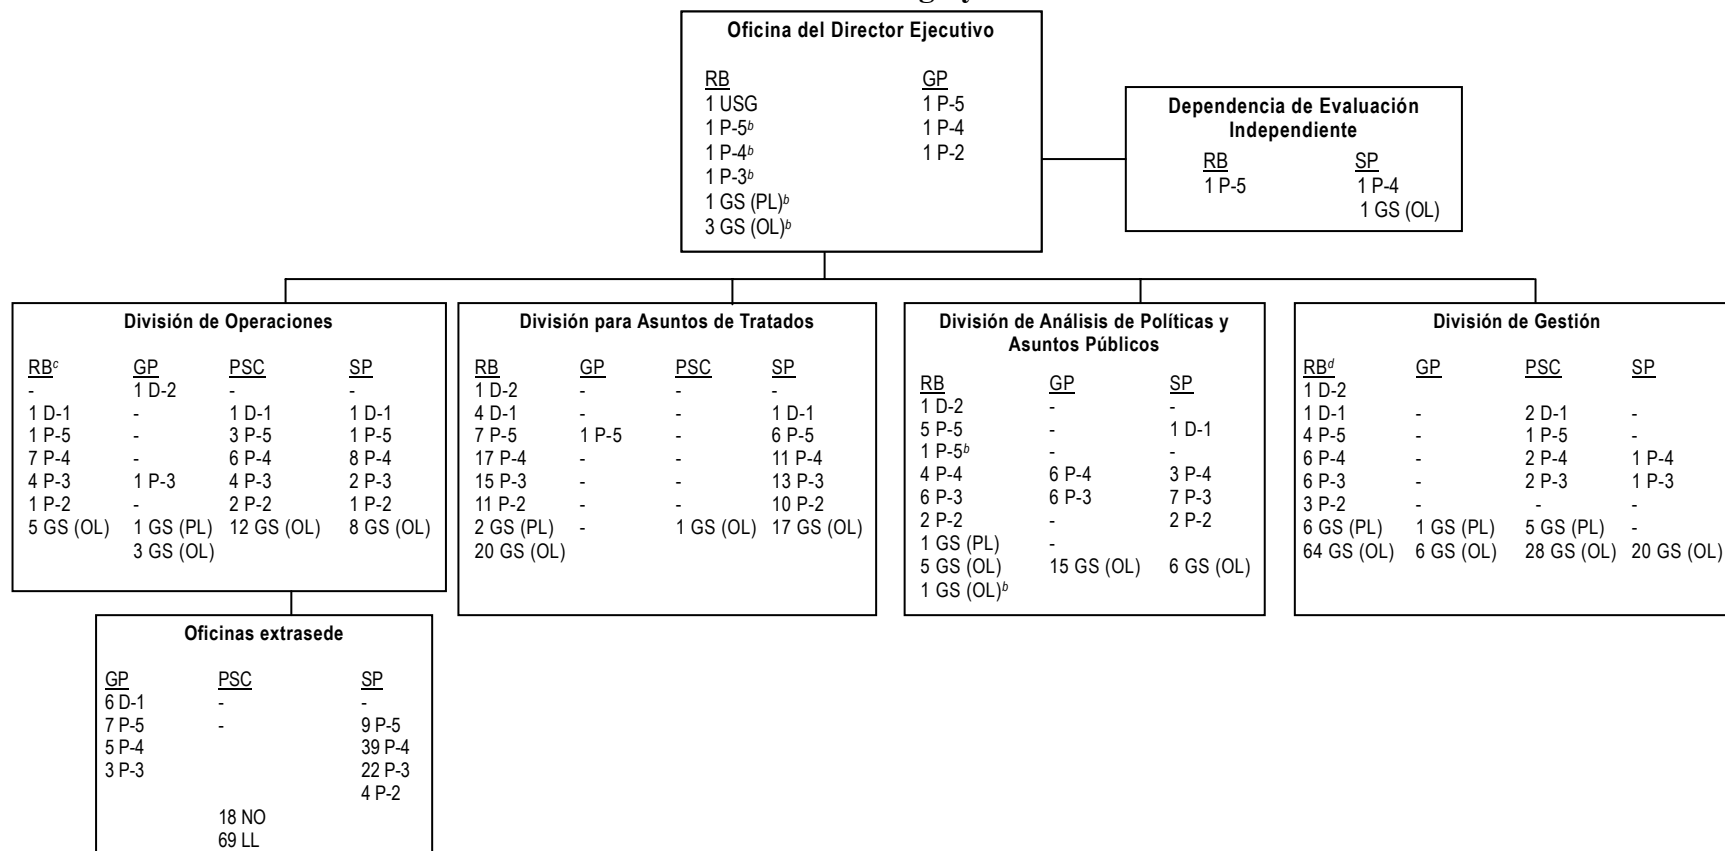 Oficina del Director Ejecutivo
RB GP
1 USG 1 P-5
1 P-5ᵇ 1 P-4
1 P-4ᵇ 1 P-2
1 P-3ᵇ
1 GS (PL)ᵇ
3 GS (OL)ᵇ
Dependencia de Evaluación
Independiente
RB SP
1 P-5 1 P-4
1 GS (OL)
División de Operaciones
RBᶜ GP PSC SP
- 1 D-2 - -
1 D-1 - 1 D-1 1 D-1
1 P-5 - 3 P-5 1 P-5
7 P-4 - 6 P-4 8 P-4
4 P-3 1 P-3 4 P-3 2 P-3
1 P-2 - 2 P-2 1 P-2
5 GS (OL) 1 GS (PL) 12 GS (OL) 8 GS (OL)
3 GS (OL)
División para Asuntos de Tratados
RB GP PSC SP
1 D-2 - - -
4 D-1 - - 1 D-1
7 P-5 1 P-5 - 6 P-5
17 P-4 - - 11 P-4
15 P-3 - - 13 P-3
11 P-2 - - 10 P-2
2 GS (PL) - 1 GS (OL) 17 GS (OL)
20 GS (OL)
División de Análisis de Políticas y
Asuntos Públicos
RB GP SP
1 D-2 - -
5 P-5 - 1 D-1
1 P-5ᵇ - -
4 P-4 6 P-4 3 P-4
6 P-3 6 P-3 7 P-3
2 P-2 - 2 P-2
1 GS (PL) -
5 GS (OL) 15 GS (OL) 6 GS (OL)
1 GS (OL)ᵇ
División de Gestión
RBᵈ GP PSC SP
1 D-2
1 D-1 - 2 D-1 -
4 P-5 - 1 P-5 -
6 P-4 - 2 P-4 1 P-4
6 P-3 - 2 P-3 1 P-3
3 P-2 - - -
6 GS (PL) 1 GS (PL) 5 GS (PL) -
64 GS (OL) 6 GS (OL) 28 GS (OL) 20 GS (OL)
Oficinas extrasede
GP PSC SP
6 D-1 - -
7 P-5 - 9 P-5
5 P-4 39 P-4
3 P-3 22 P-3
4 P-2
18 NO
69 LL